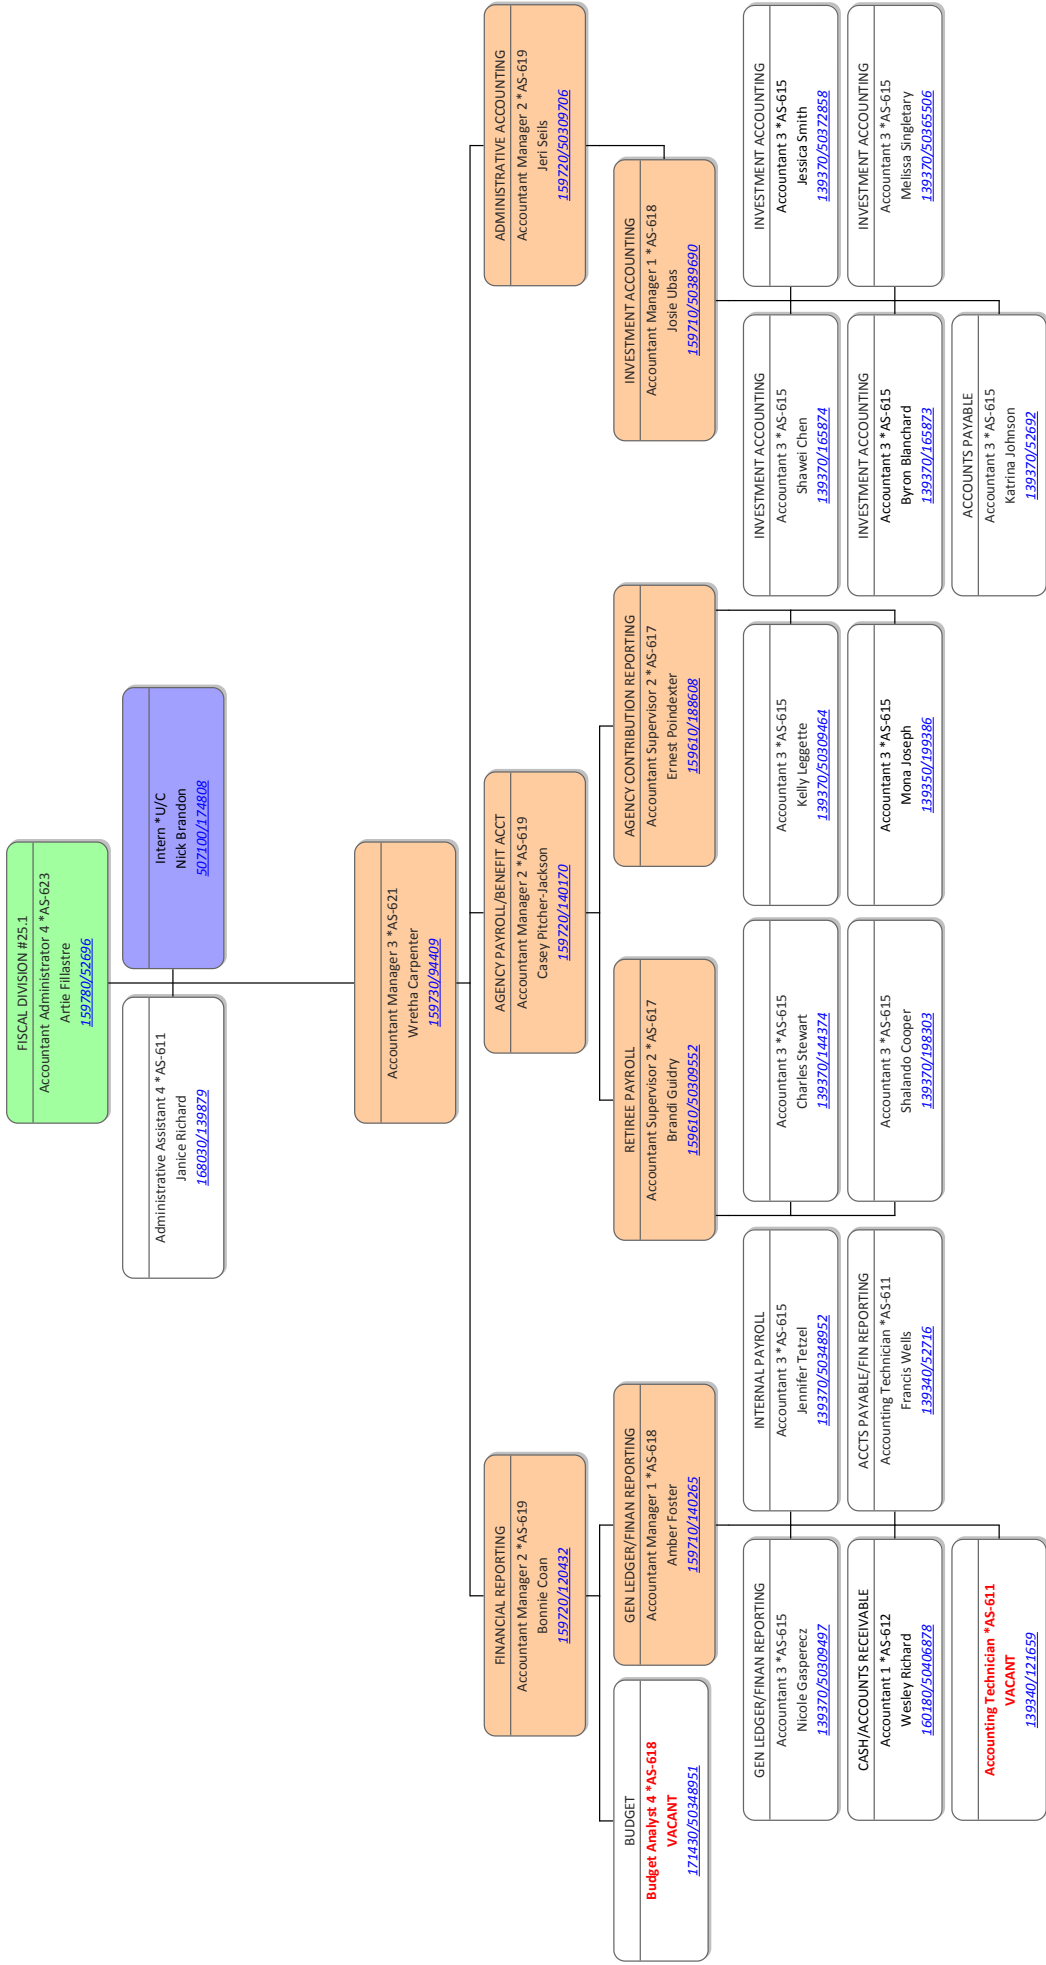 FISCAL DIVISION #25.1
Accountant Administrator 4 *AS-623
Artie Fillastre
159780/52696
Administrative Assistant 4 *AS-611
Janice Richard
168030/139879
Intern *U/C
Nick Brandon
507100/174808
Accountant Manager 3 *AS-621
Wretha Carpenter
159730/94409
FINANCIAL REPORTING
Accountant Manager 2 *AS-619
Bonnie Coan
159720/120432
AGENCY PAYROLL/BENEFIT ACCT
Accountant Manager 2 *AS-619
Casey Pitcher-Jackson
159720/140170
ADMINISTRATIVE ACCOUNTING
Accountant Manager 2 *AS-619
Jeri Seils
159720/50309706
BUDGET
Budget Analyst 4 *AS-618
VACANT
171430/50348951
GEN LEDGER/FINAN REPORTING
Accountant Manager 1 *AS-618
Amber Foster
159710/140265
RETIREE PAYROLL
Accountant Supervisor 2 *AS-617
Brandi Guidry
159610/50309552
AGENCY CONTRIBUTION REPORTING
Accountant Supervisor 2 *AS-617
Ernest Poindexter
159610/188608
INVESTMENT ACCOUNTING
Accountant Manager 1 *AS-618
Josie Ubas
159710/50389690
GEN LEDGER/FINAN REPORTING
Accountant 3 *AS-615
Nicole Gasperecz
139370/50309497
INTERNAL PAYROLL
Accountant 3 *AS-615
Jennifer Tetzel
139370/50348952
Accountant 3 *AS-615
Charles Stewart
139370/144374
Accountant 3 *AS-615
Kelly Leggette
139370/50309464
INVESTMENT ACCOUNTING
Accountant 3 *AS-615
Shawei Chen
139370/165874
INVESTMENT ACCOUNTING
Accountant 3 *AS-615
Jessica Smith
139370/50372858
CASH/ACCOUNTS RECEIVABLE
Accountant 1 *AS-612
Wesley Richard
160180/50406878
ACCTS PAYABLE/FIN REPORTING
Accounting Technician *AS-611
Francis Wells
139340/52716
Accountant 3 *AS-615
Shalando Cooper
139370/198303
Accountant 3 *AS-615
Mona Joseph
139350/199386
INVESTMENT ACCOUNTING
Accountant 3 *AS-615
Byron Blanchard
139370/165873
INVESTMENT ACCOUNTING
Accountant 3 *AS-615
Melissa Singletary
139370/50365506
Accounting Technician *AS-611
VACANT
139340/121659
ACCOUNTS PAYABLE
Accountant 3 *AS-615
Katrina Johnson
139370/52692